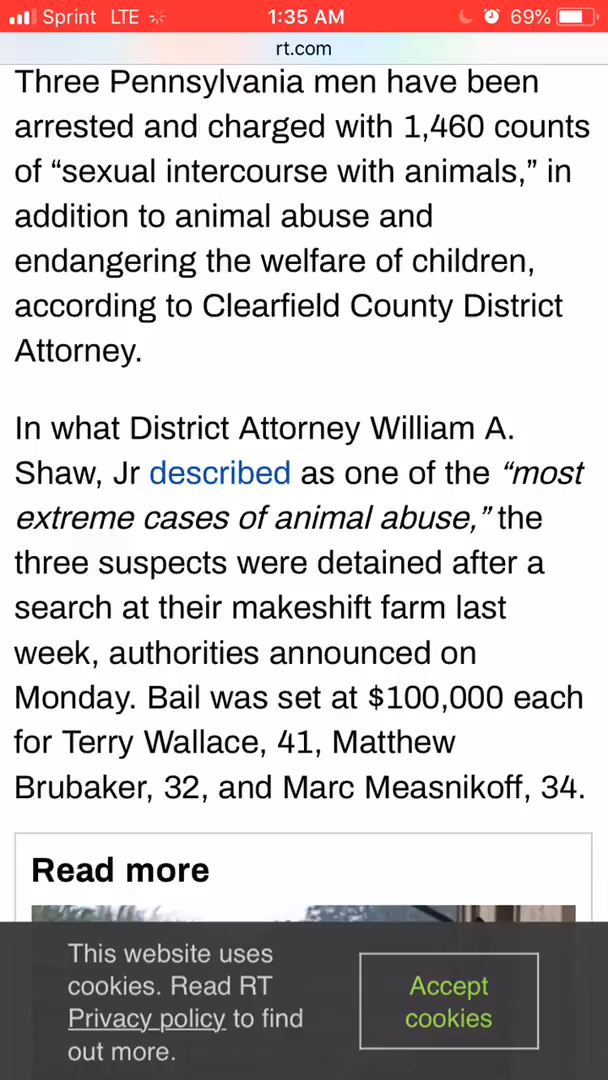 Sprint LTE 1:35 AM 69%
rt.com
Three Pennsylvania men have been
arrested and charged with 1,460 counts
of “sexual intercourse with animals,” in
addition to animal abuse and
endangering the welfare of children,
according to Clearfield County District
Attorney.
In what District Attorney William A.
Shaw, Jr described as one of the “most
extreme cases of animal abuse,” the
three suspects were detained after a
search at their makeshift farm last
week, authorities announced on
Monday. Bail was set at $100,000 each
for Terry Wallace, 41, Matthew
Brubaker, 32, and Marc Measnikoff, 34.
Read more
This website uses
cookies. Read RT
Privacy policy to find
out more.
Accept
cookies